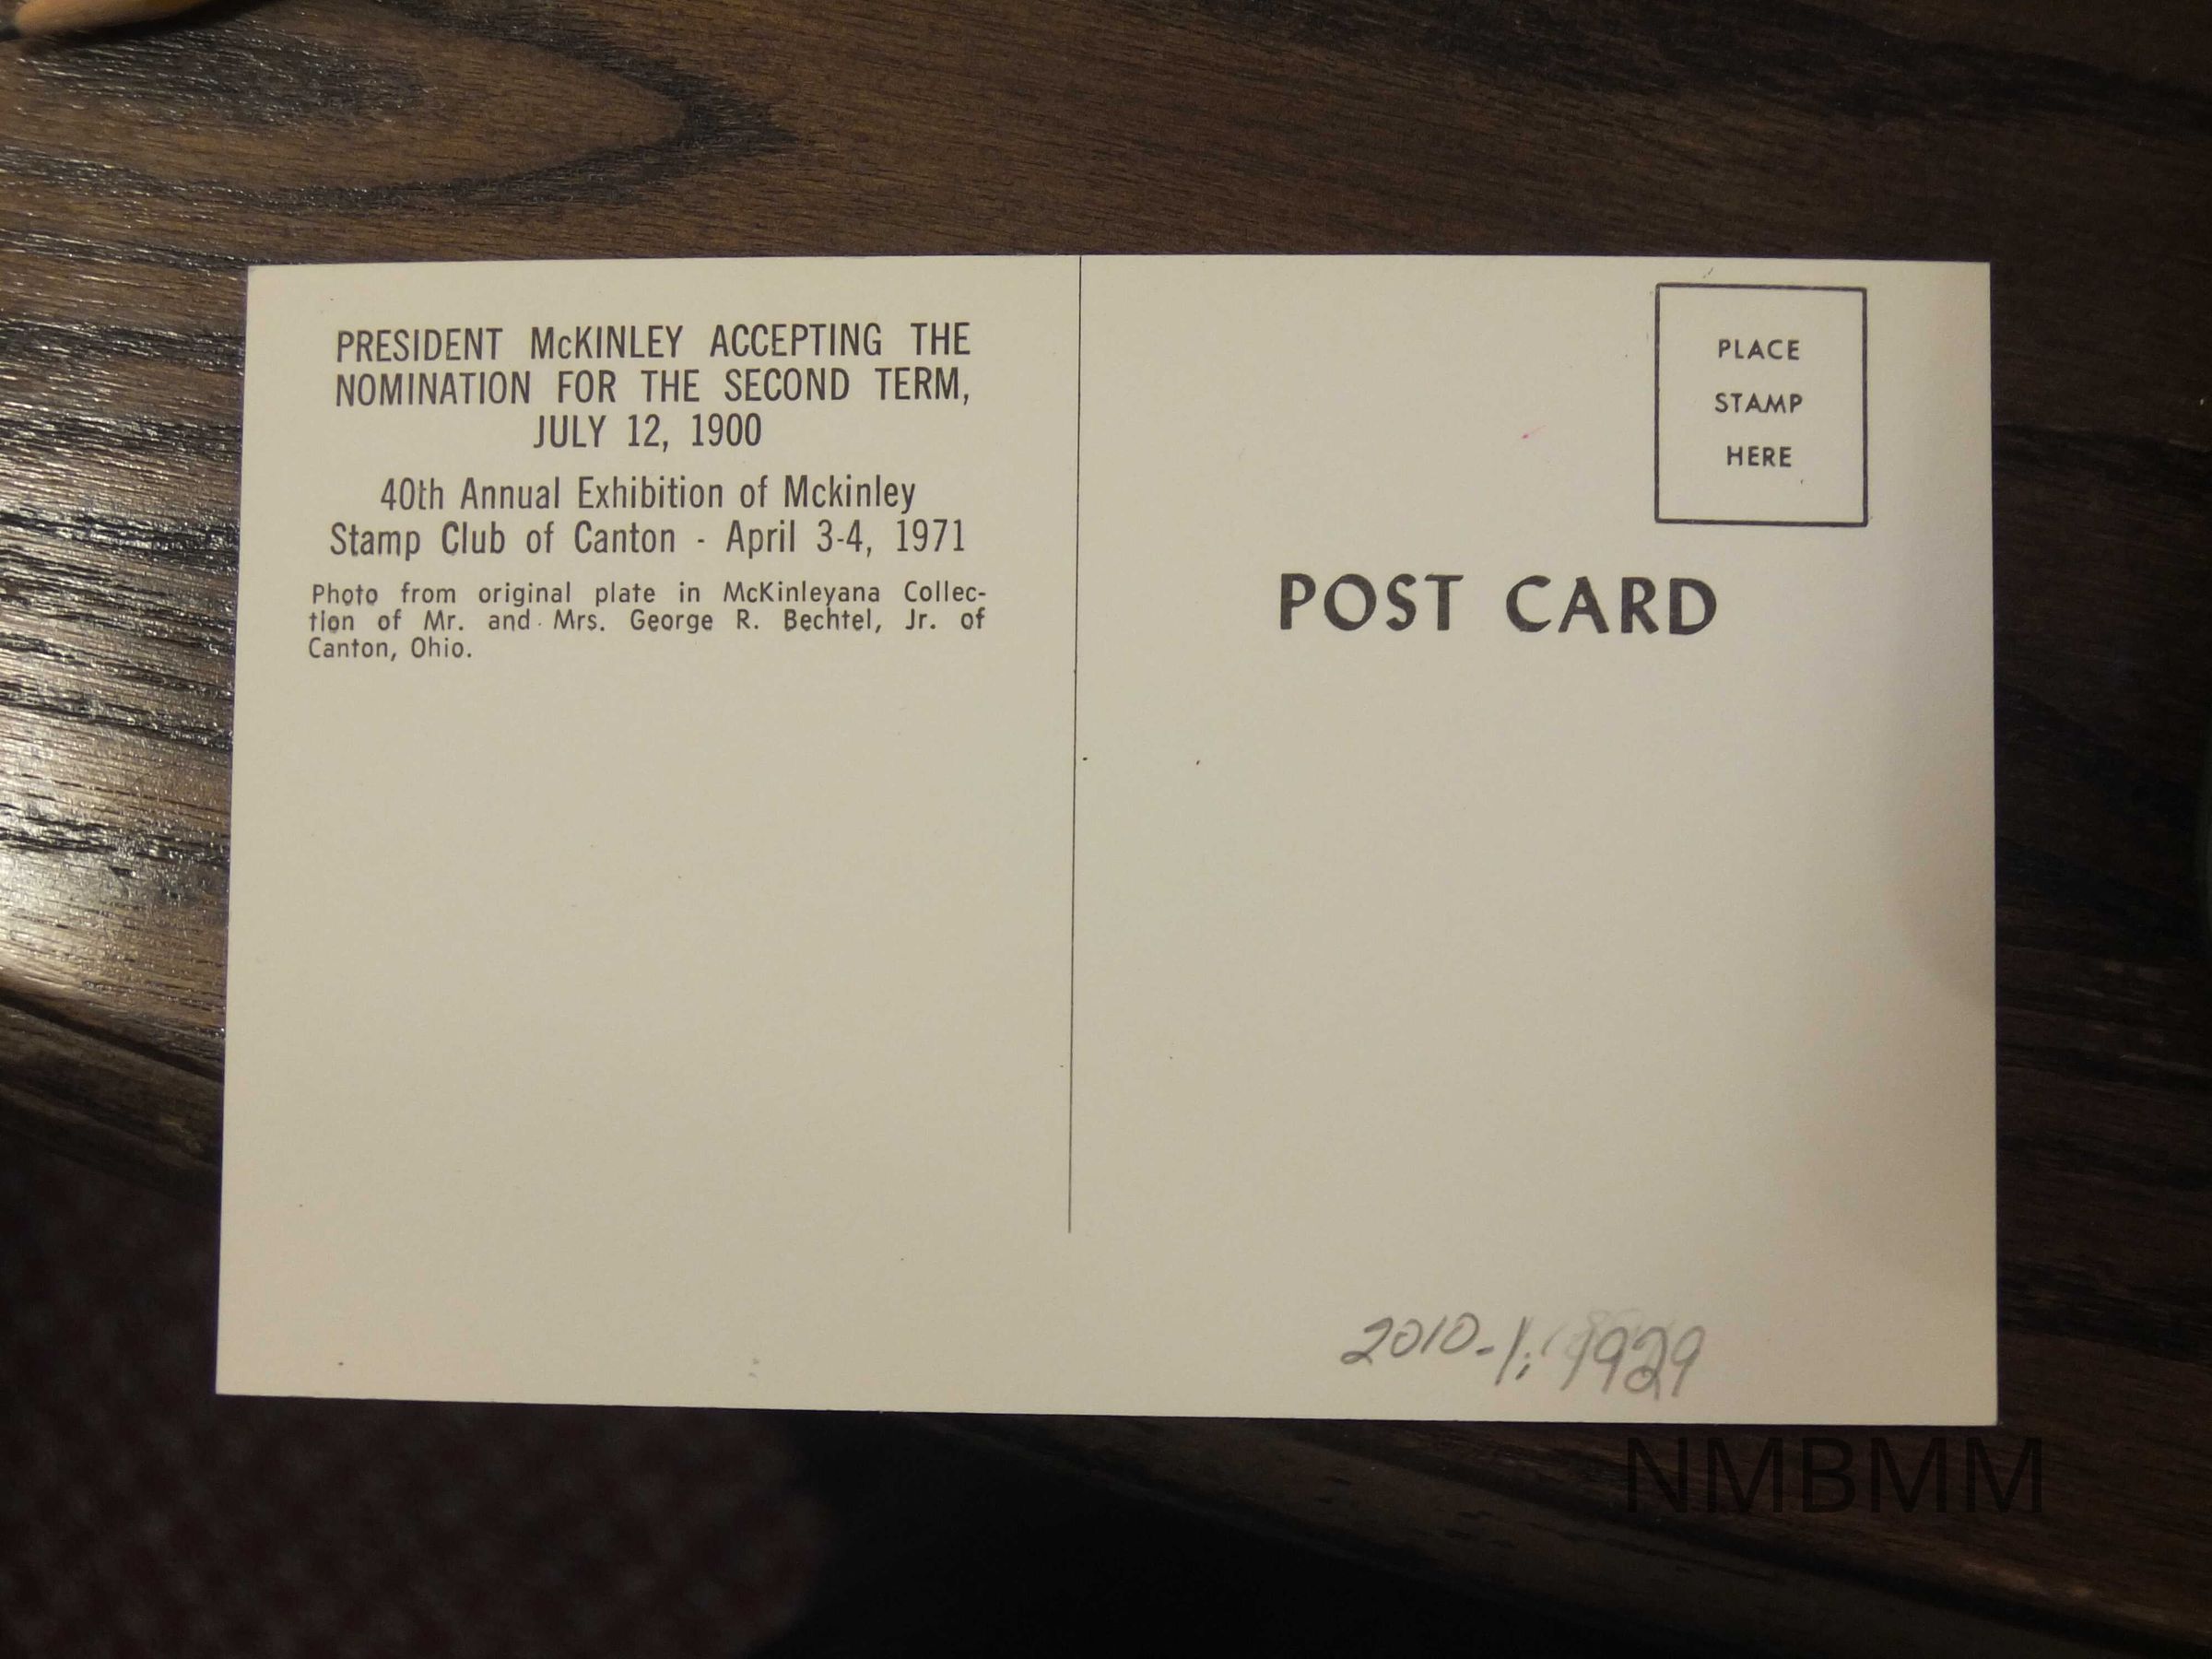 PRESIDENT McKINLEY ACCEPTING THE
NOMINATION FOR THE SECOND TERM,
JULY 12, 1900
40th Annual Exhibition of Mckinley
Stamp Club of Canton - April 3-4, 1971
Photo from original plate in McKinleyana Collec-
tion of Mr. and Mrs. George R. Bechtel, Jr. of
Canton, Ohio.
PLACE
STAMP
HERE
POST CARD
2010-1;
NMBMM